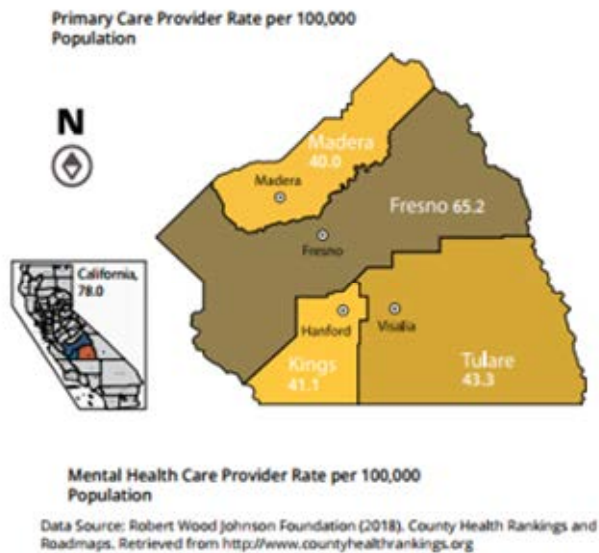 Primary Care Provider Rate per 100,000
Population
N
Madera
40.0
Madera
Fresno 65.2
Fresno
California,
78.0
Hanford
Visalia
Kings
41.1
Tulare
43.3
Mental Health Care Provider Rate per 100,000
Population
Data Source: Robert Wood Johnson Foundation (2018). County Health Rankings and
Roadmaps. Retrieved from http://www.countyhealthrankings.org